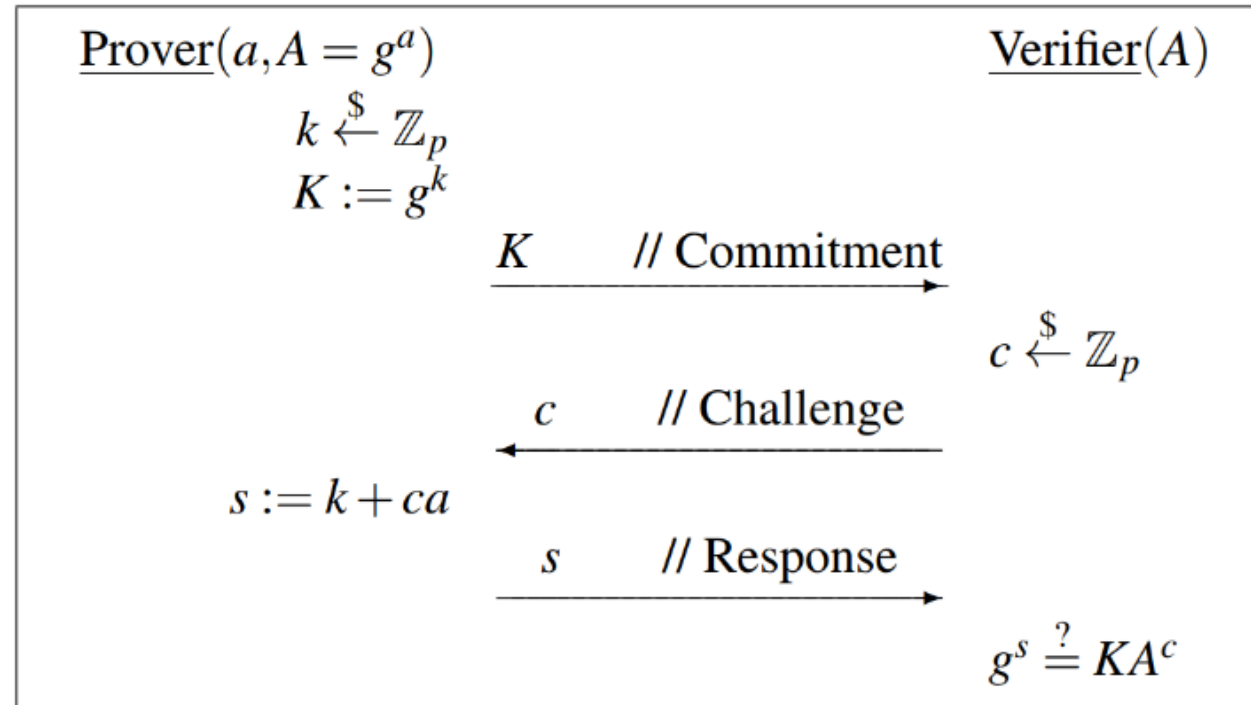 Prover(a, A = g^a) Verifier(A)
k ←$ ℤ_p
K := g^k
K // Commitment
c ←$ ℤ_p
c // Challenge
s := k + ca
s // Response
g^s ≟ KA^c